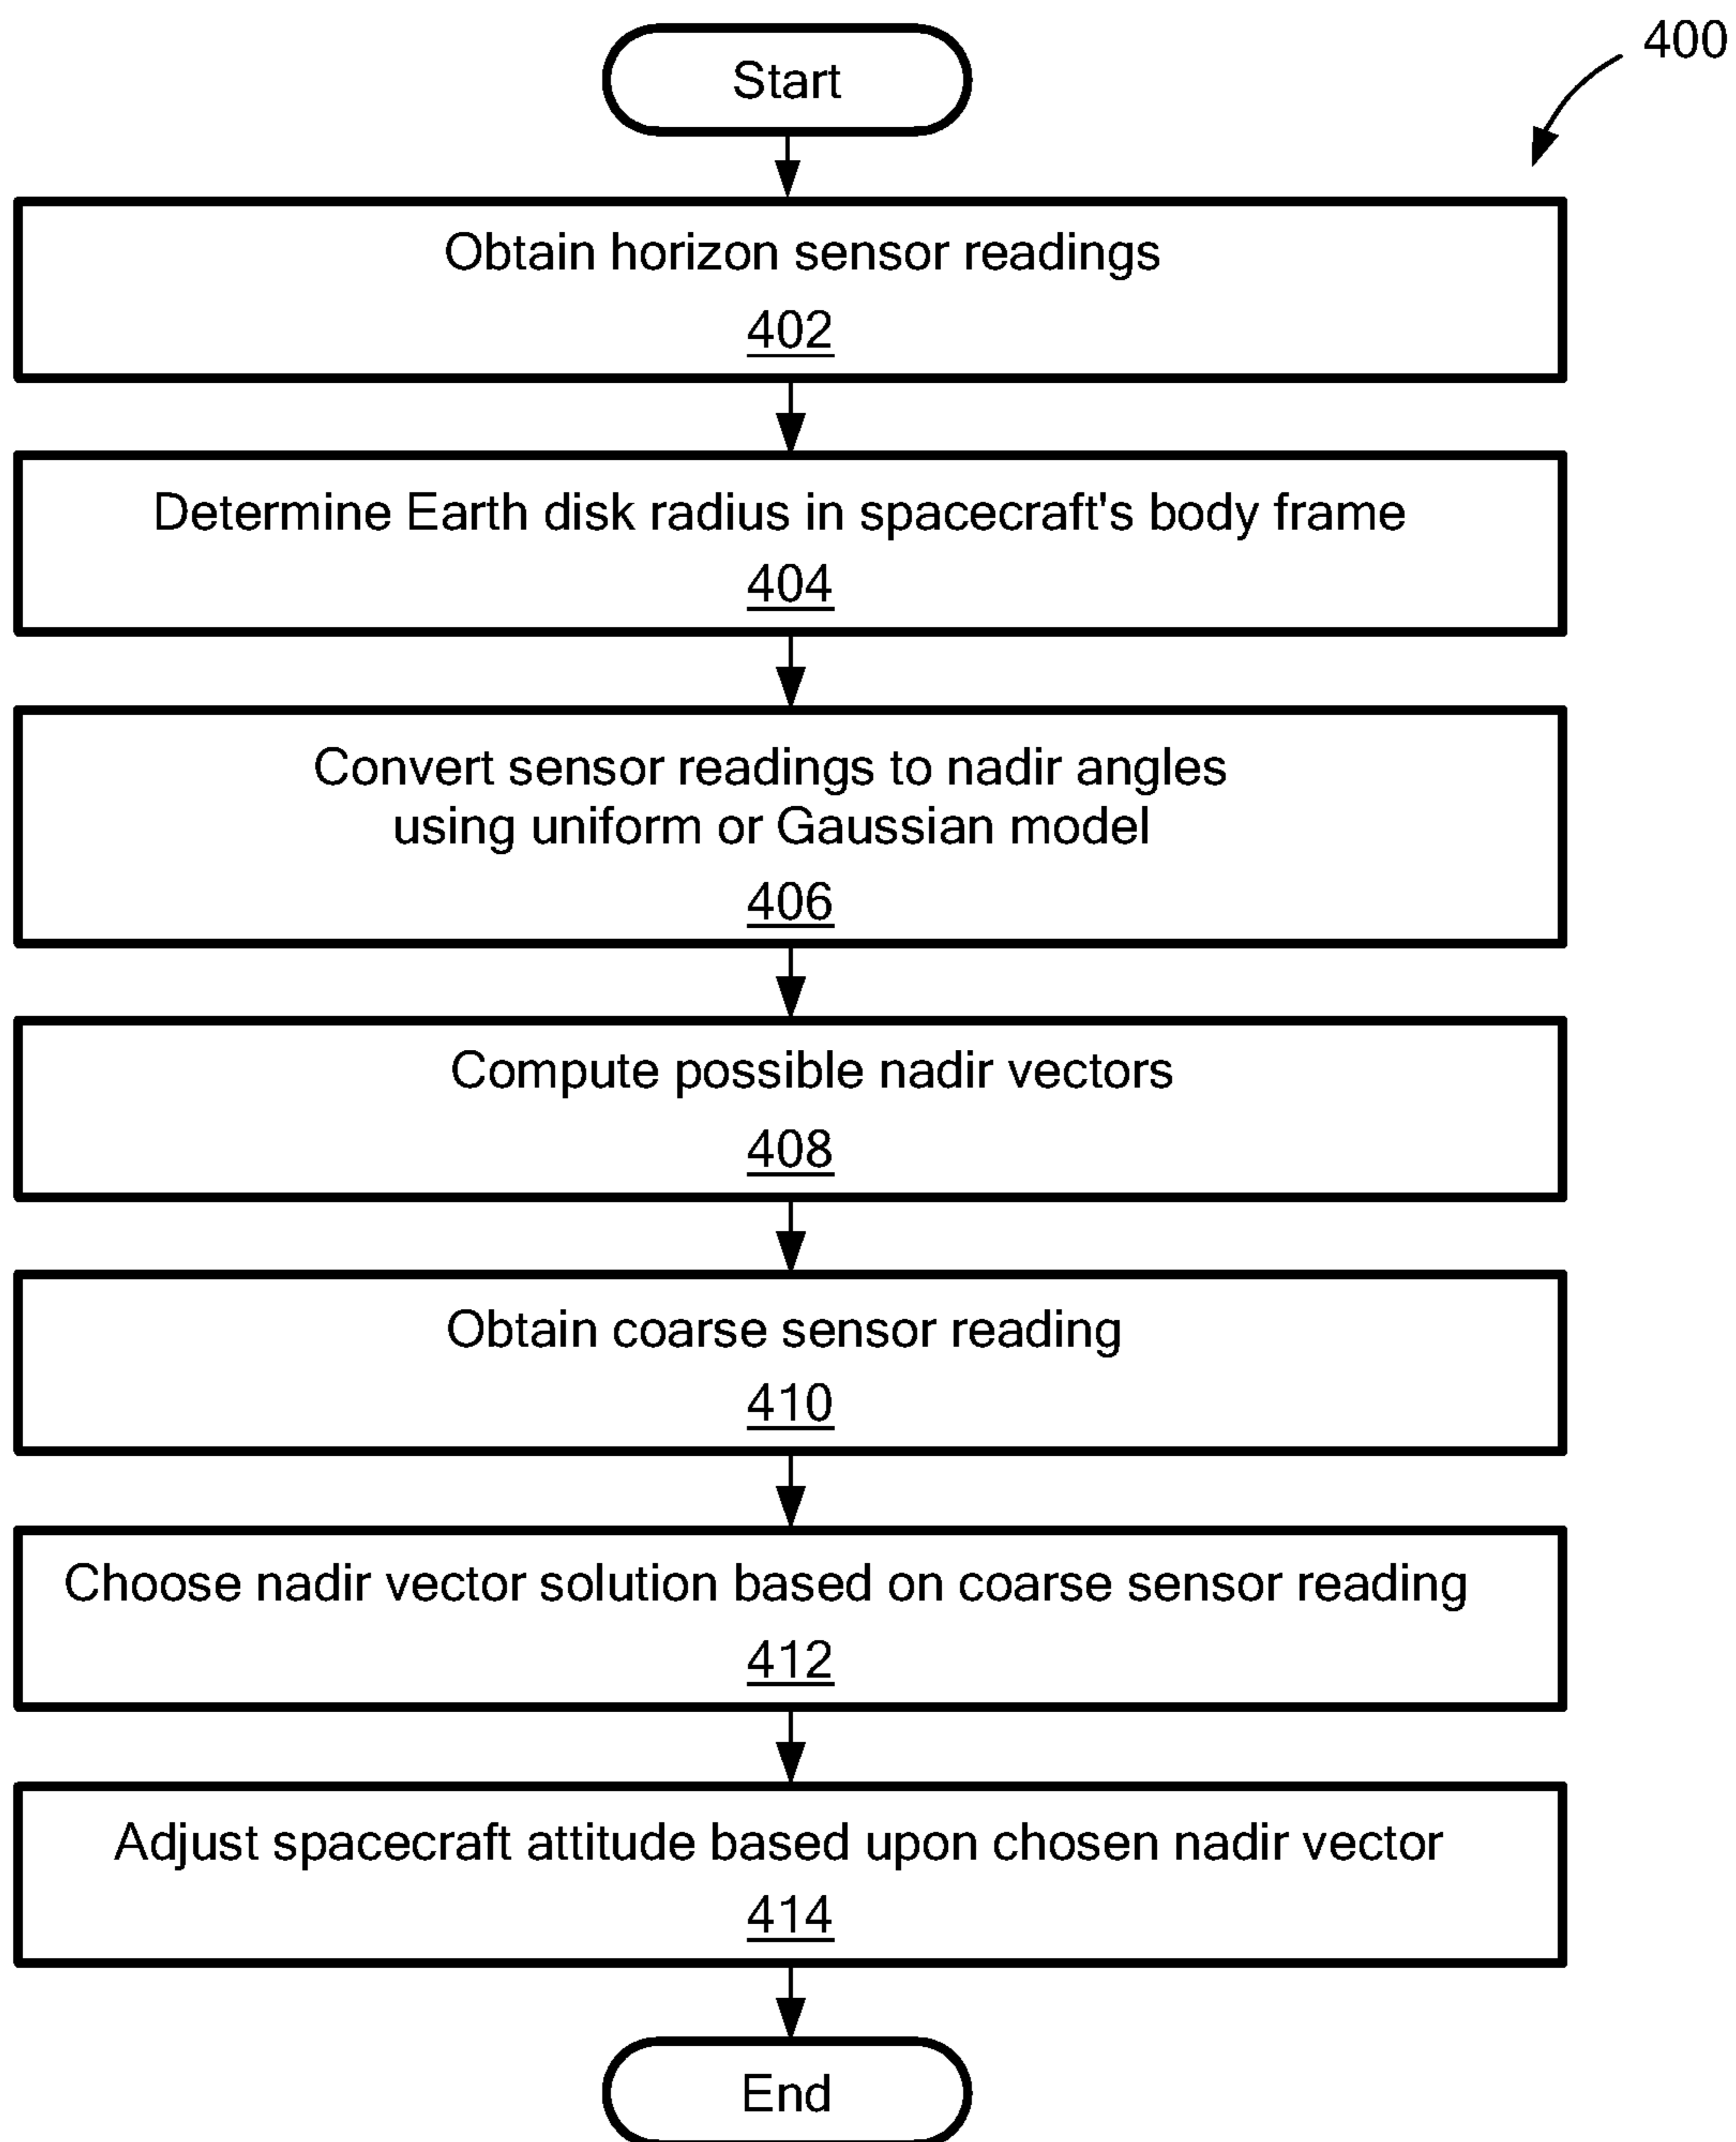 400
Start
Obtain horizon sensor readings
402
Determine Earth disk radius in spacecraft's body frame
404
Convert sensor readings to nadir angles
using uniform or Gaussian model
406
Compute possible nadir vectors
408
Obtain coarse sensor reading
410
Choose nadir vector solution based on coarse sensor reading
412
Adjust spacecraft attitude based upon chosen nadir vector
414
End